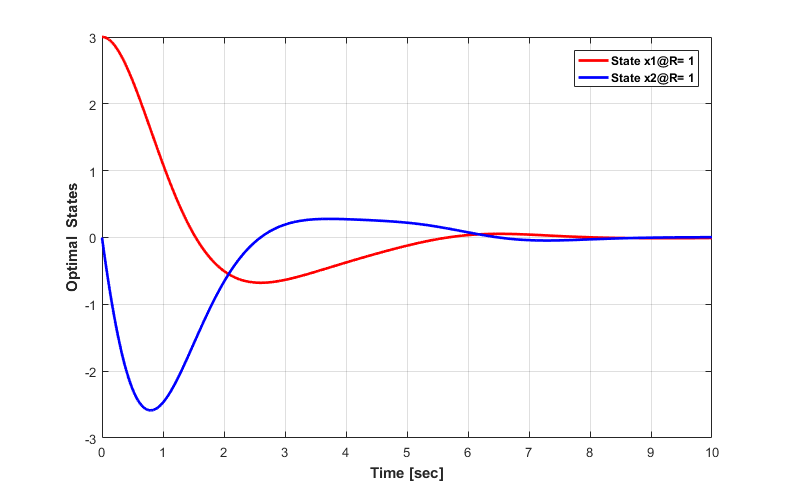 3
2
1
0
-1
-2
-3
Optimal States
State x1@R= 1
State x2@R= 1
0 1 2 3 4 5 6 7 8 9 10
Time [sec]